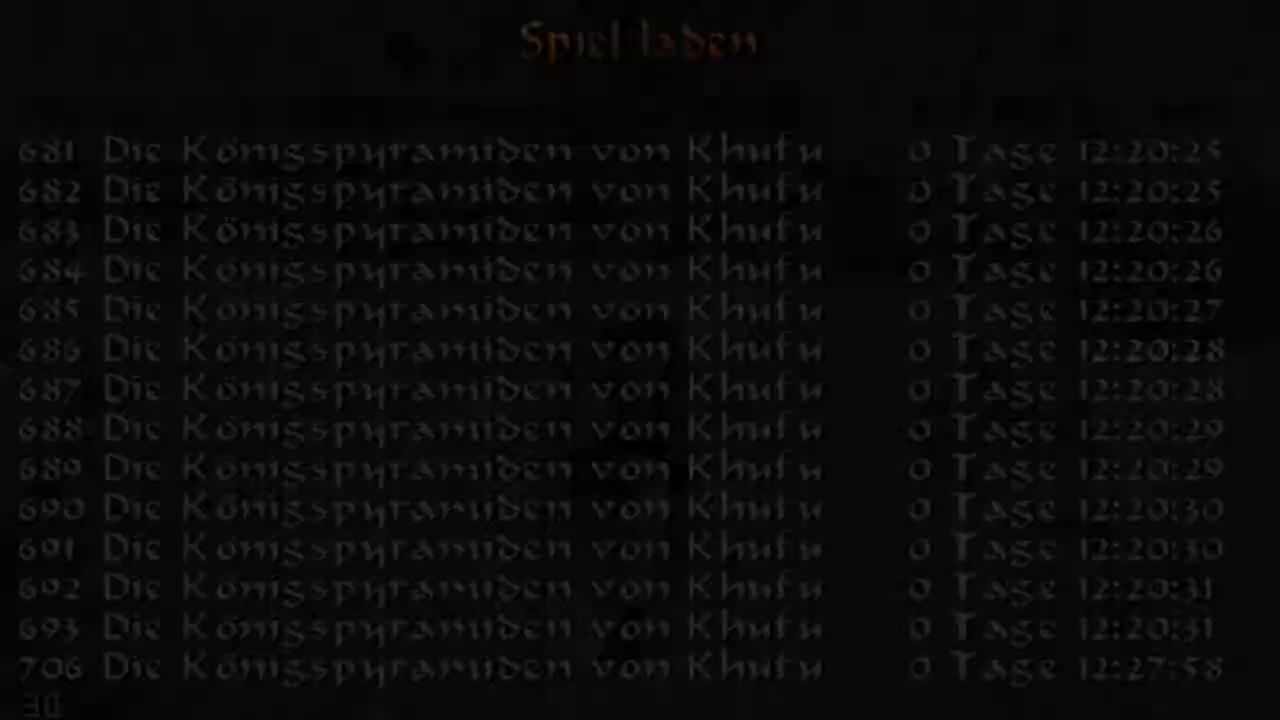 Spiel laden
681 Die Königspyramiden von Khufu 0 Tage 12:20:25
682 Die Königspyramiden von Khufu 0 Tage 12:20:25
683 Die Königspyramiden von Khufu 0 Tage 12:20:26
684 Die Königspyramiden von Khufu 0 Tage 12:20:26
685 Die Königspyramiden von Khufu 0 Tage 12:20:27
686 Die Königspyramiden von Khufu 0 Tage 12:20:28
687 Die Königspyramiden von Khufu 0 Tage 12:20:28
688 Die Königspyramiden von Khufu 0 Tage 12:20:29
689 Die Königspyramiden von Khufu 0 Tage 12:20:29
690 Die Königspyramiden von Khufu 0 Tage 12:20:30
691 Die Königspyramiden von Khufu 0 Tage 12:20:30
692 Die Königspyramiden von Khufu 0 Tage 12:20:31
693 Die Königspyramiden von Khufu 0 Tage 12:20:31
706 Die Königspyramiden von Khufu 0 Tage 12:27:58